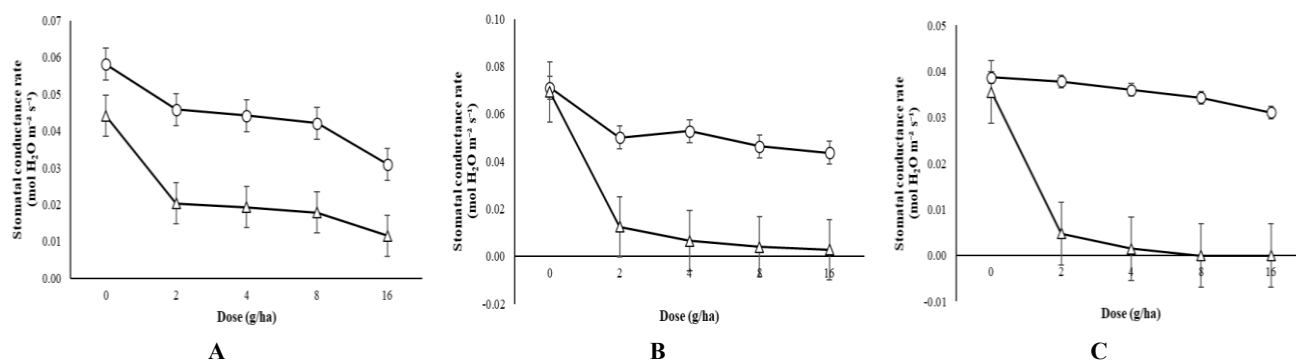 Stomatal conductance rate
(mol H₂O m⁻² s⁻¹)
0.07
0.06
0.05
0.04
0.03
0.02
0.01
0.00
0 2 4 8 16
Dose (g/ha)
A
Stomatal conductance rate
(mol H₂O m⁻² s⁻¹)
0.10
0.08
0.06
0.04
0.02
0.00
-0.02
0 2 4 8 16
Dose (g/ha)
B
Stomatal conductance rate
(mol H₂O m⁻² s⁻¹)
0.05
0.04
0.03
0.02
0.01
0.00
-0.01
0 2 4 8 16
Dose (g/ha)
C